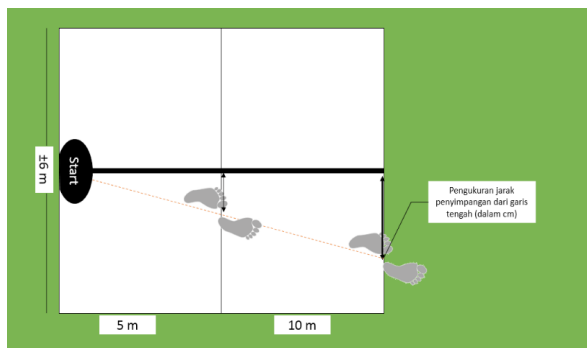 ±6 m
Start
Pengukuran jarak
penyimpangan dari garis
tengah (dalam cm)
5 m
10 m